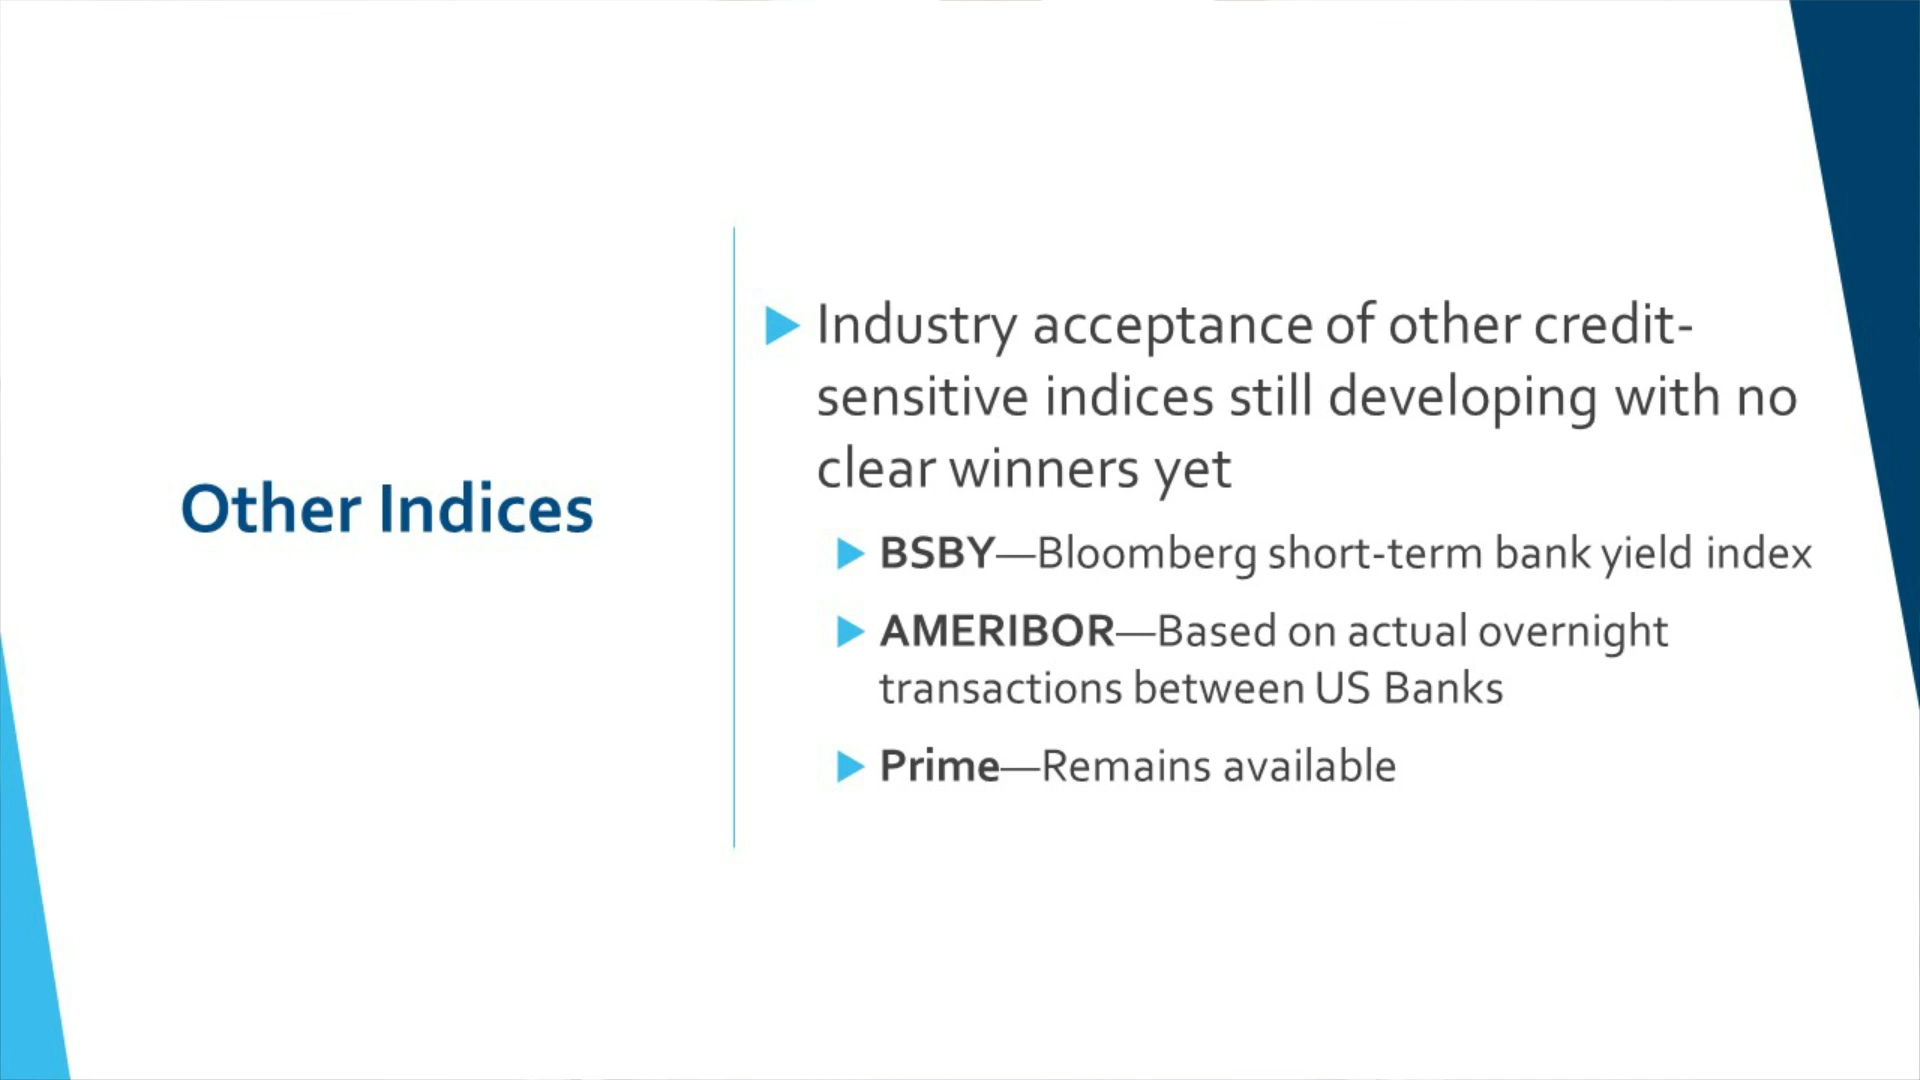 Other Indices
Industry acceptance of other credit-
sensitive indices still developing with no
clear winners yet
BSBY—Bloomberg short-term bank yield index
AMERIBOR—Based on actual overnight
transactions between US Banks
Prime—Remains available